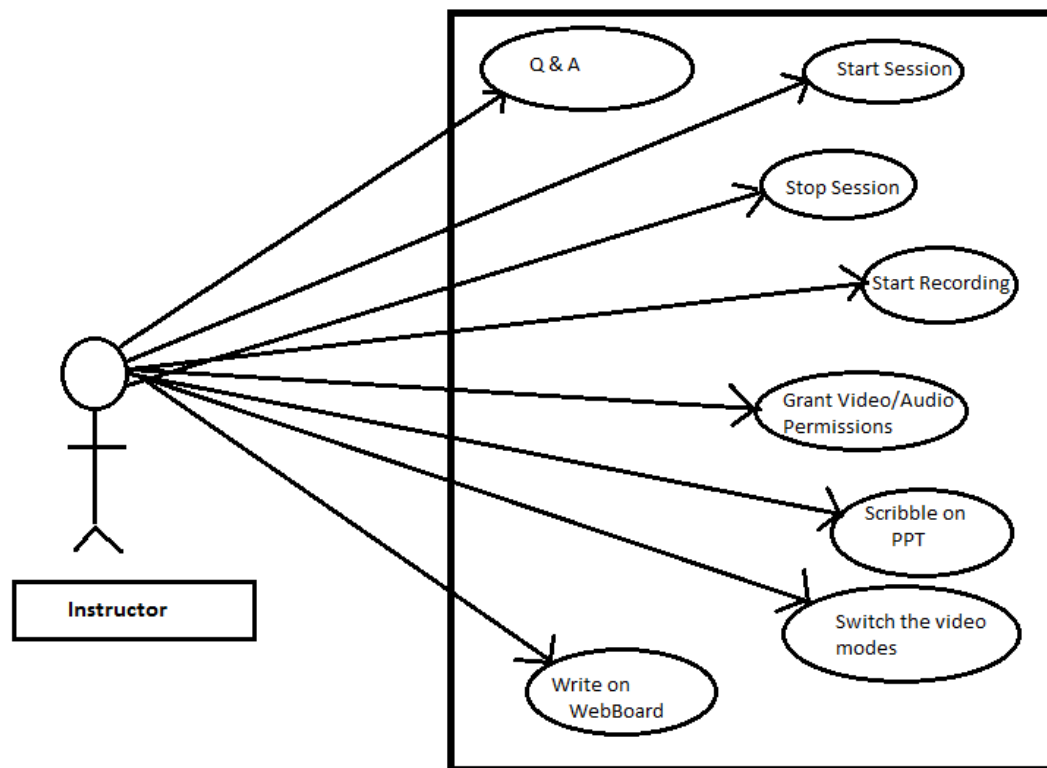 Q & A
Start Session
Stop Session
Start Recording
Grant Video/Audio
Permissions
Scribble on
PPT
Instructor
Switch the video
modes
Write on
WebBoard